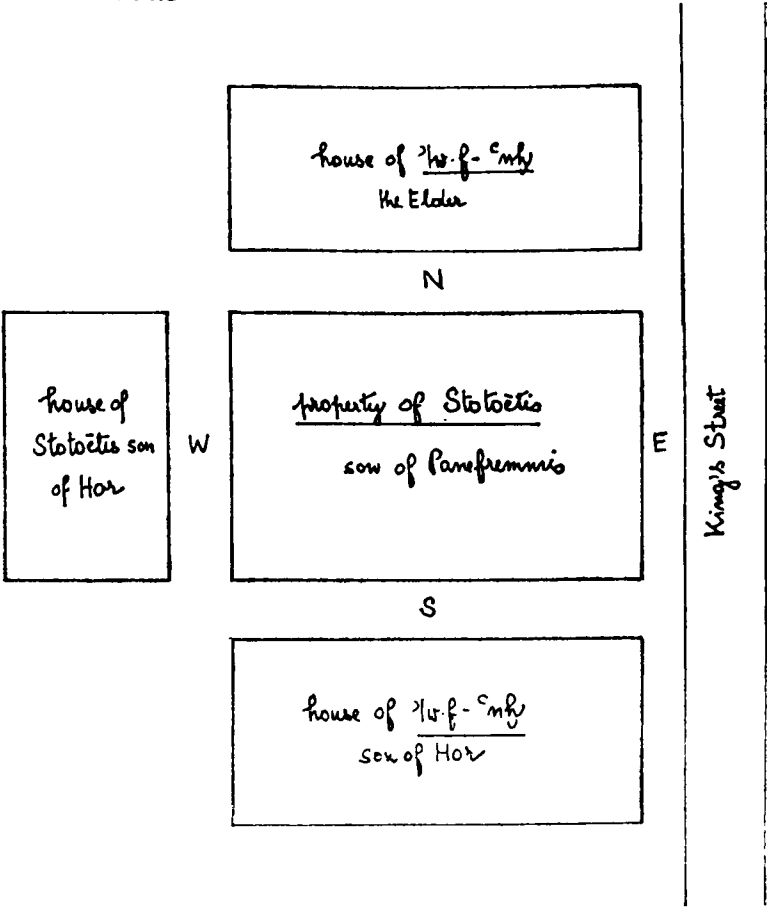 house of ꜣIw.f-ꜥnḫ
the Elder
N
house of
Stotoëtis son
of Hor
W
property of Stotoëtis
son of Panefremmis
E
King's Street
S
house of ꜣIw.f-ꜥnḫ
son of Hor